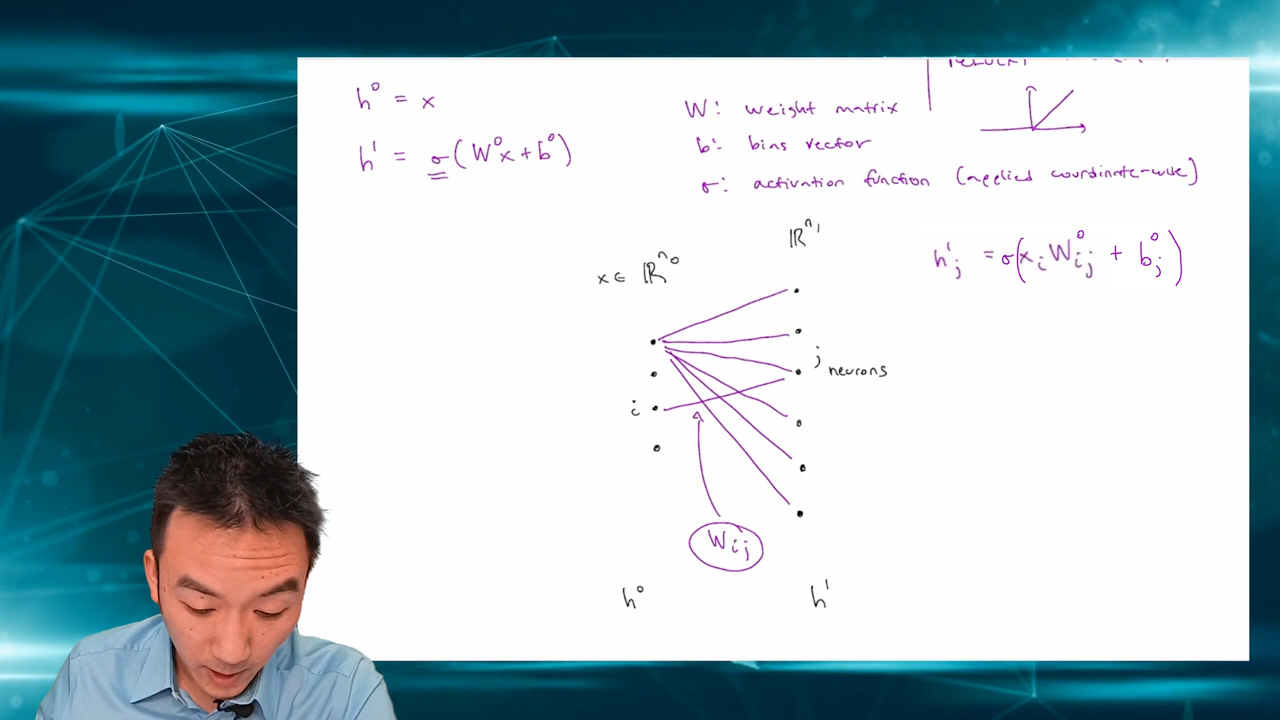 h⁰ = x
h¹ = σ(W⁰x + b⁰)
W: weight matrix
b: bias vector
σ: activation function (applied coordinate-wise)
x ∈ ℝⁿ⁰
ℝⁿ¹
h¹ⱼ = σ(xᵢW⁰ᵢⱼ + b⁰ⱼ)
j
neurons
i
Wᵢⱼ
h⁰
h¹